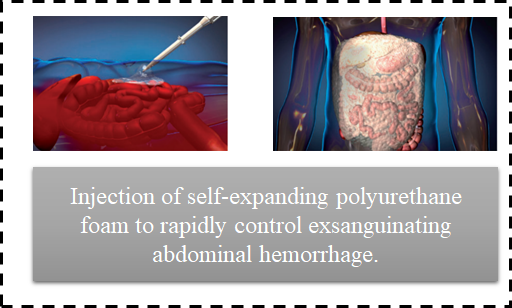 Injection of self-expanding polyurethane
foam to rapidly control exsanguinating
abdominal hemorrhage.